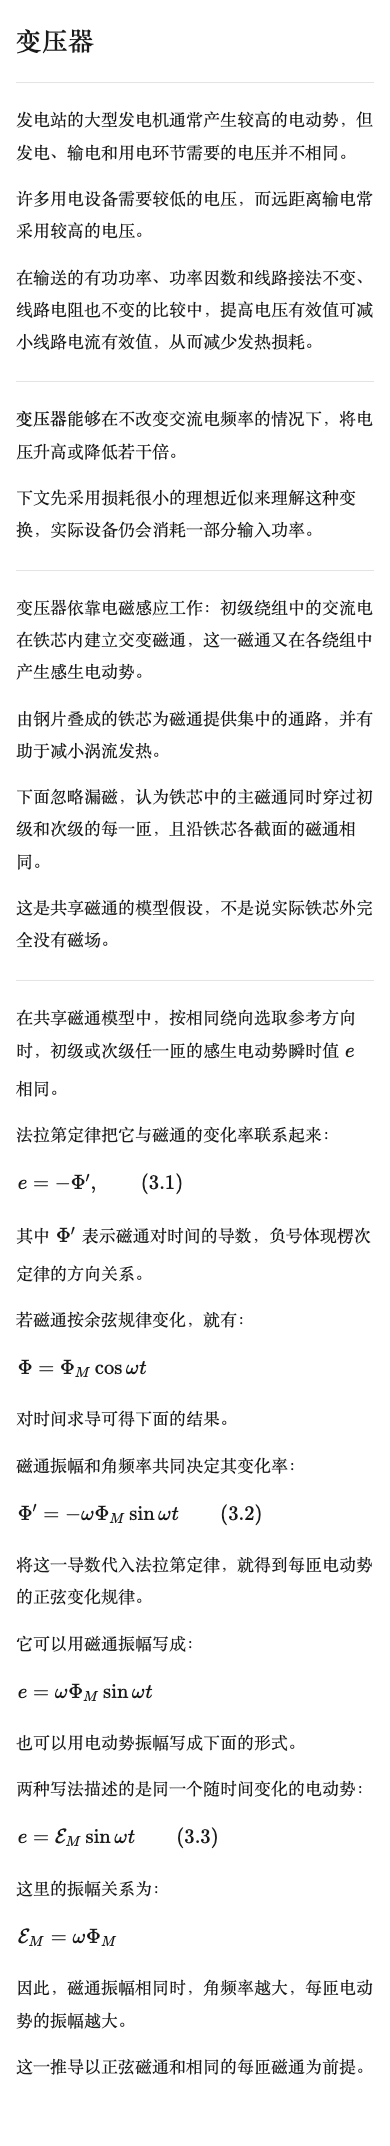 变压器
发电站的大型发电机通常产生较高的电动势，但
发电、输电和用电环节需要的电压并不相同。
许多用电设备需要较低的电压，而远距离输电常
采用较高的电压。
在输送的有功功率、功率因数和线路接法不变、
线路电阻也不变的比较中，提高电压有效值可减
小线路电流有效值，从而减少发热损耗。
变压器能够在不改变交流电频率的情况下，将电
压升高或降低若干倍。
下文先采用损耗很小的理想近似来理解这种变
换，实际设备仍会消耗一部分输入功率。
变压器依靠电磁感应工作：初级绕组中的交流电
在铁芯内建立交变磁通，这一磁通又在各绕组中
产生感生电动势。
由钢片叠成的铁芯为磁通提供集中的通路，并有
助于减小涡流发热。
下面忽略漏磁，认为铁芯中的主磁通同时穿过初
级和次级的每一匝，且沿铁芯各截面的磁通相
同。
这是共享磁通的模型假设，不是说实际铁芯外完
全没有磁场。
在共享磁通模型中，按相同绕向选取参考方向
时，初级或次级任一匝的感生电动势瞬时值 e
相同。
法拉第定律把它与磁通的变化率联系起来：
e = −Φ′, (3.1)
其中 Φ′ 表示磁通对时间的导数，负号体现楞次
定律的方向关系。
若磁通按余弦规律变化，就有：
Φ = Φ_M cos ωt
对时间求导可得下面的结果。
磁通振幅和角频率共同决定其变化率：
Φ′ = −ωΦ_M sin ωt (3.2)
将这一导数代入法拉第定律，就得到每匝电动势
的正弦变化规律。
它可以用磁通振幅写成：
e = ωΦ_M sin ωt
也可以用电动势振幅写成下面的形式。
两种写法描述的是同一个随时间变化的电动势：
e = ℰ_M sin ωt (3.3)
这里的振幅关系为：
ℰ_M = ωΦ_M
因此，磁通振幅相同时，角频率越大，每匝电动
势的振幅越大。
这一推导以正弦磁通和相同的每匝磁通为前提。